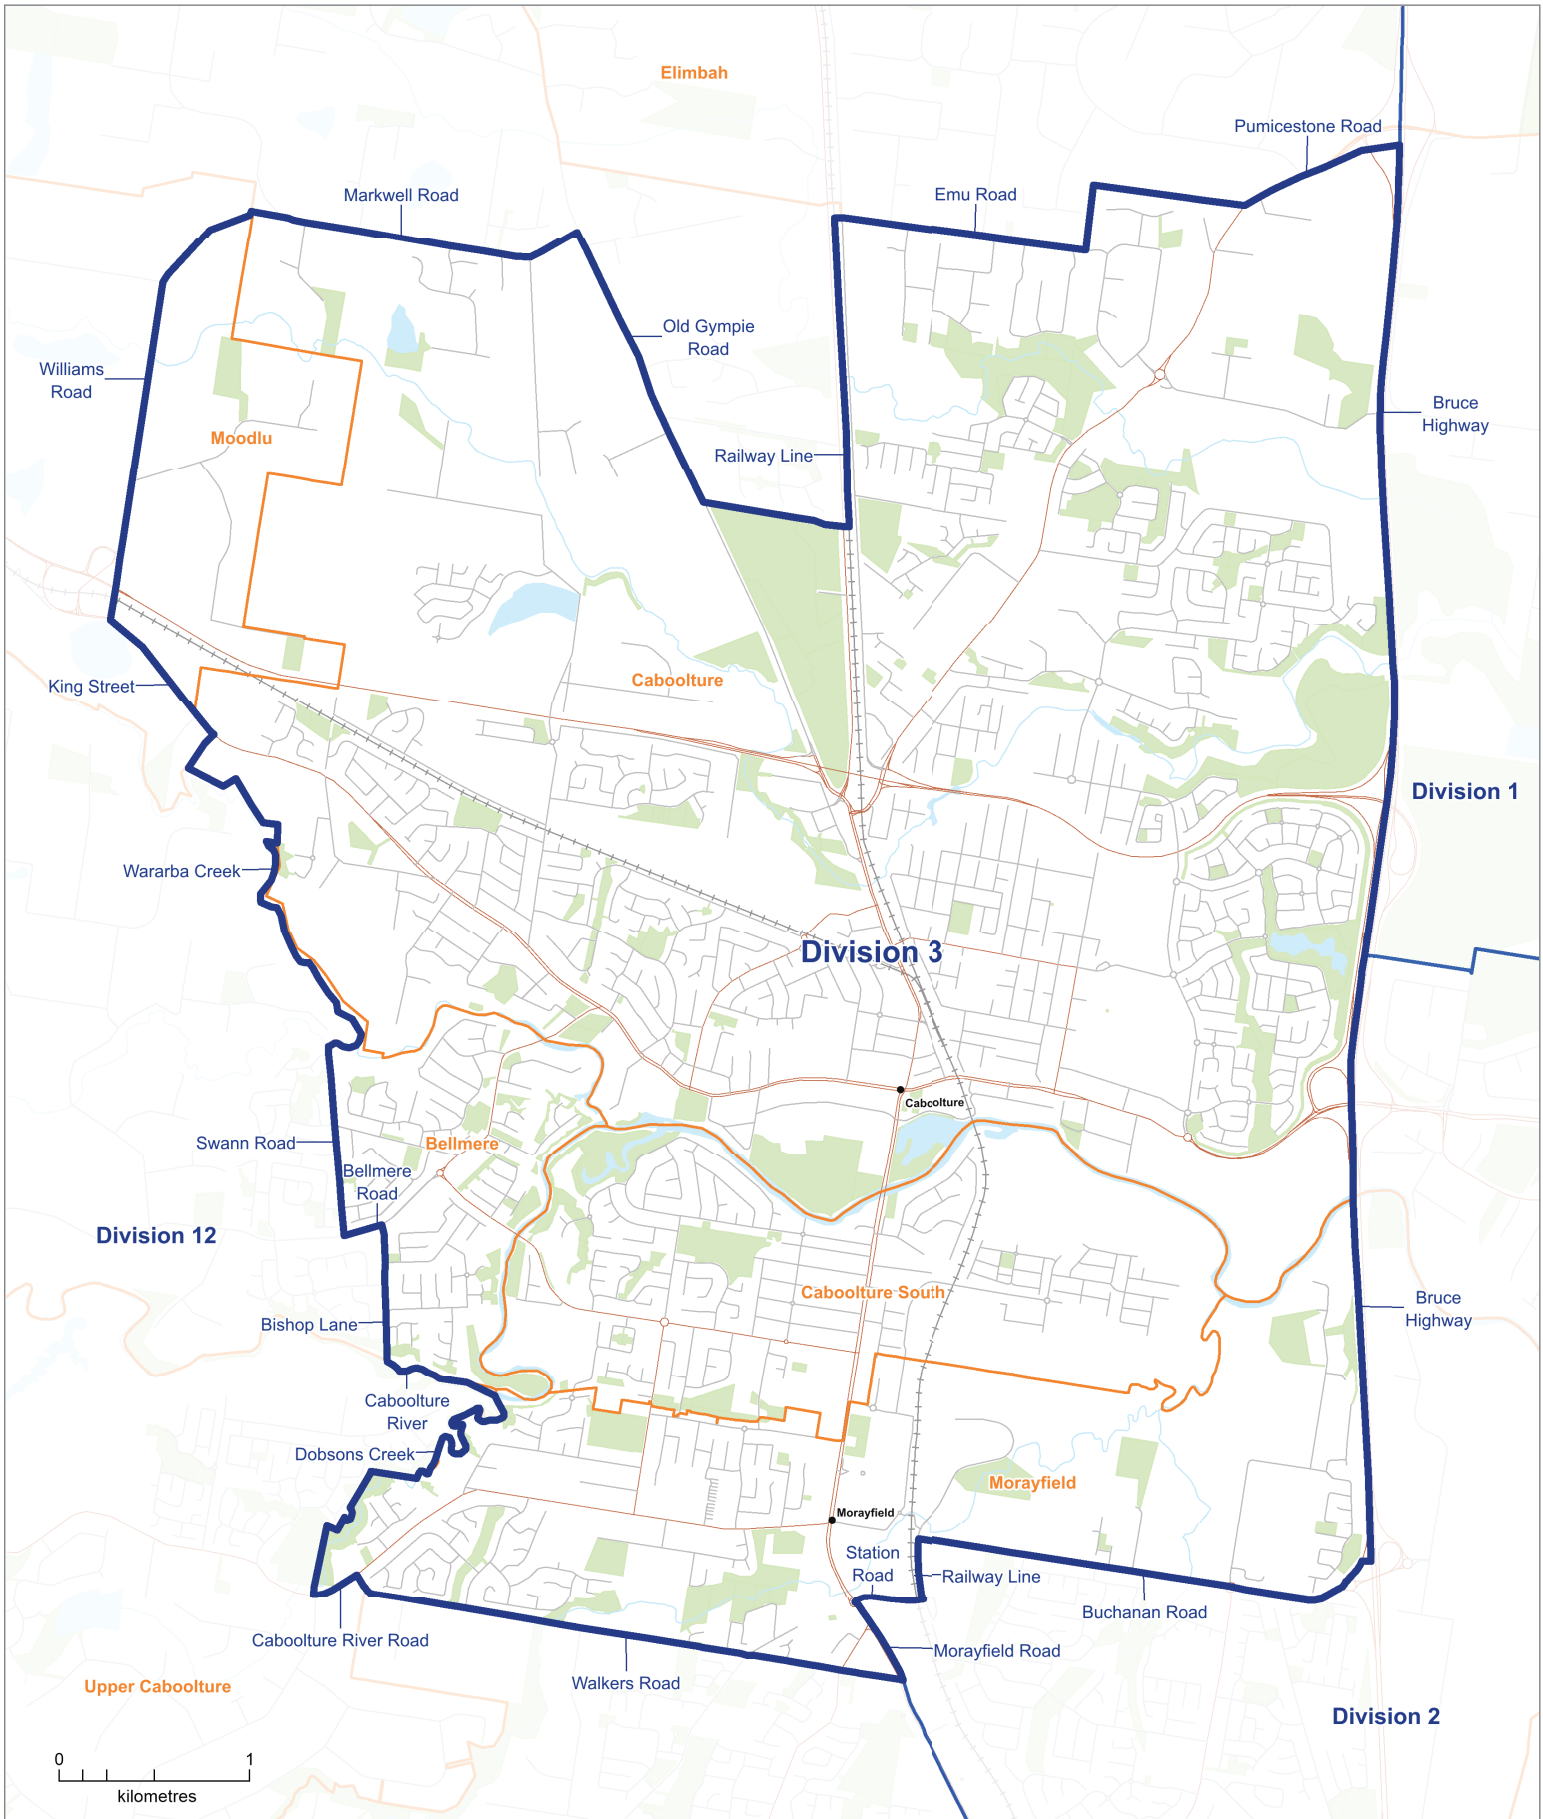 Elimbah
Pumicestone Road
Markwell Road
Emu Road
Old Gympie
Road
Williams
Road
Bruce
Highway
Moodlu
Railway Line
Caboolture
King Street
Division 1
Wararba Creek
Division 3
Caboolture
Swann Road
Bellmere
Bellmere
Road
Division 12
Caboolture South
Bruce
Highway
Bishop Lane
Caboolture
River
Dobsons Creek
Morayfield
Morayfield
Station
Road
Railway Line
Buchanan Road
Caboolture River Road
Morayfield Road
Walkers Road
Upper Caboolture
Division 2
0 1
kilometres